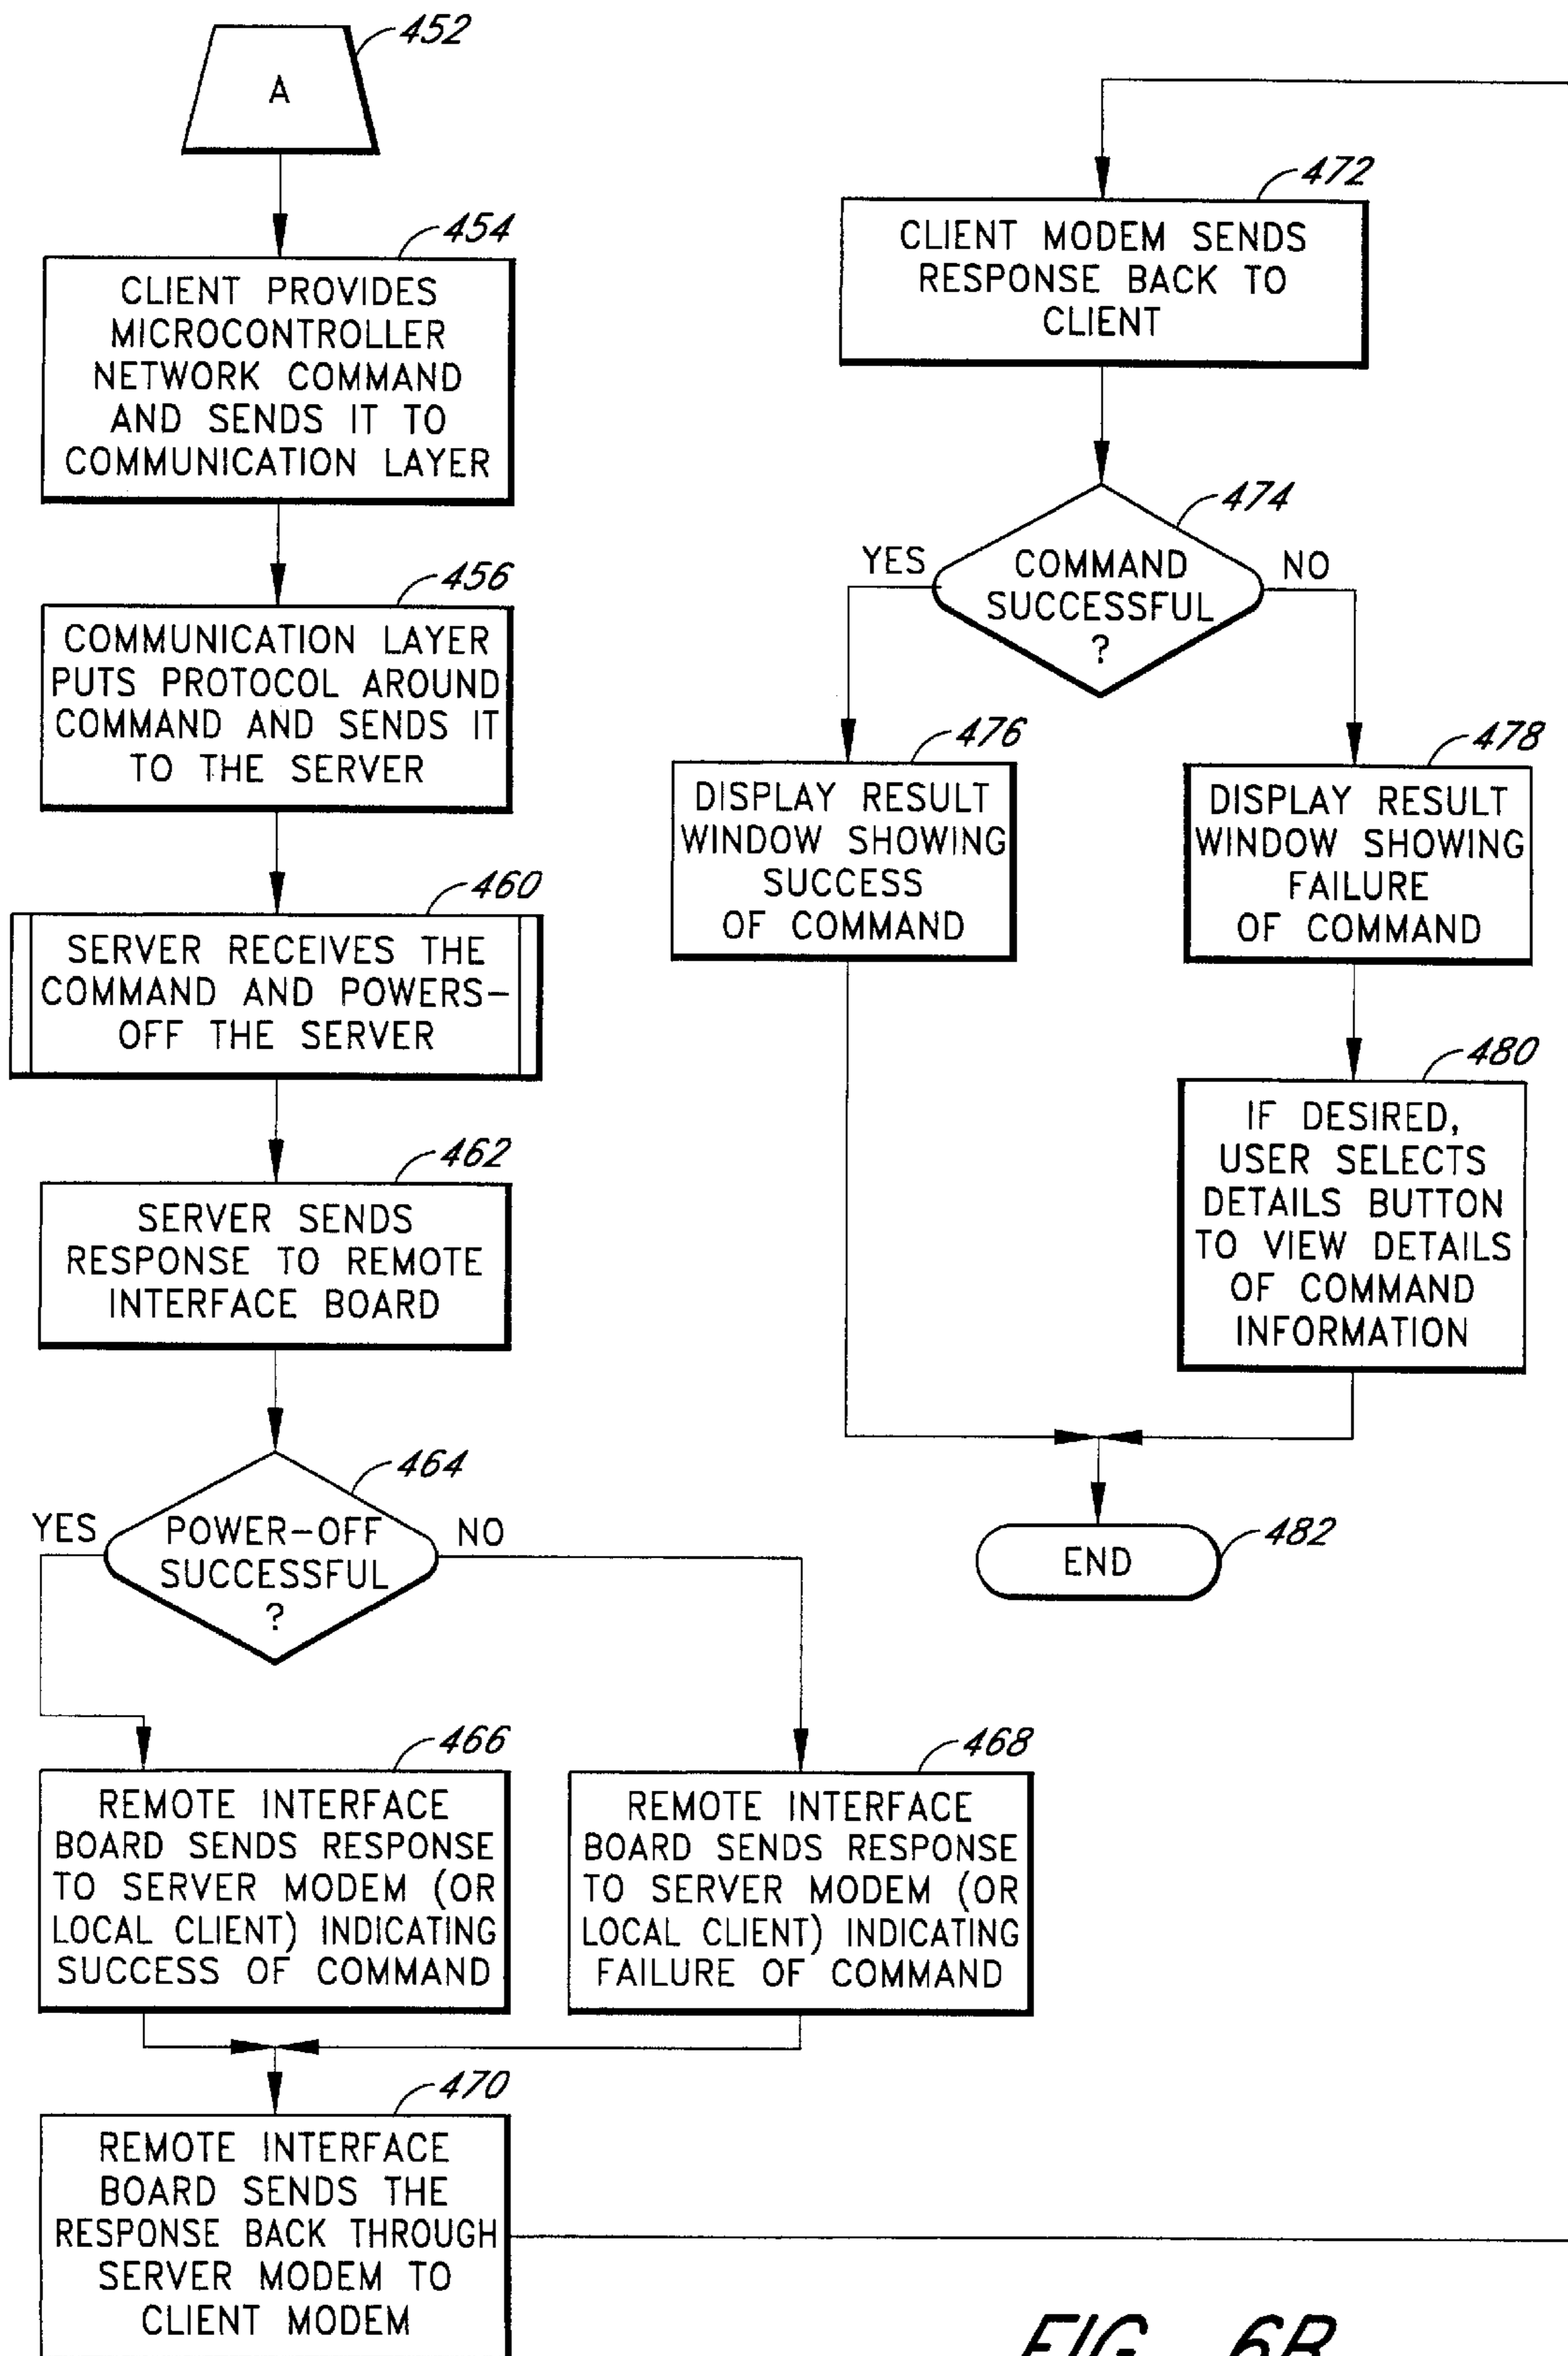 452
A
454
CLIENT PROVIDES
MICROCONTROLLER
NETWORK COMMAND
AND SENDS IT TO
COMMUNICATION LAYER
456
COMMUNICATION LAYER
PUTS PROTOCOL AROUND
COMMAND AND SENDS IT
TO THE SERVER
460
SERVER RECEIVES THE
COMMAND AND POWERS-
OFF THE SERVER
462
SERVER SENDS
RESPONSE TO REMOTE
INTERFACE BOARD
464
YES
POWER-OFF
SUCCESSFUL
?
NO
466
REMOTE INTERFACE
BOARD SENDS RESPONSE
TO SERVER MODEM (OR
LOCAL CLIENT) INDICATING
SUCCESS OF COMMAND
468
REMOTE INTERFACE
BOARD SENDS RESPONSE
TO SERVER MODEM (OR
LOCAL CLIENT) INDICATING
FAILURE OF COMMAND
470
REMOTE INTERFACE
BOARD SENDS THE
RESPONSE BACK THROUGH
SERVER MODEM TO
CLIENT MODEM
472
CLIENT MODEM SENDS
RESPONSE BACK TO
CLIENT
474
YES
COMMAND
SUCCESSFUL
?
NO
476
DISPLAY RESULT
WINDOW SHOWING
SUCCESS
OF COMMAND
478
DISPLAY RESULT
WINDOW SHOWING
FAILURE
OF COMMAND
480
IF DESIRED,
USER SELECTS
DETAILS BUTTON
TO VIEW DETAILS
OF COMMAND
INFORMATION
END
482
FIG. 6B